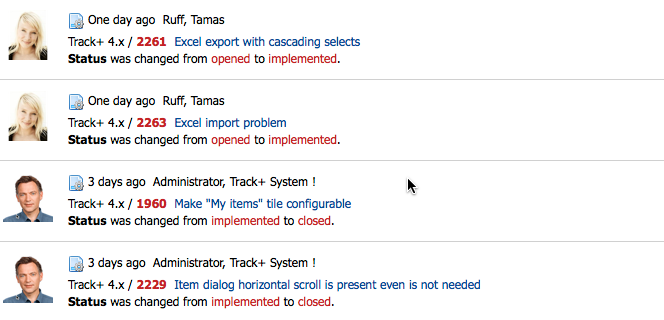 One day ago Ruff, Tamas
Track+ 4.x / 2261 Excel export with cascading selects
Status was changed from opened to implemented.
One day ago Ruff, Tamas
Track+ 4.x / 2263 Excel import problem
Status was changed from opened to implemented.
3 days ago Administrator, Track+ System !
Track+ 4.x / 1960 Make "My items" tile configurable
Status was changed from implemented to closed.
3 days ago Administrator, Track+ System !
Track+ 4.x / 2229 Item dialog horizontal scroll is present even is not needed
Status was changed from implemented to closed.